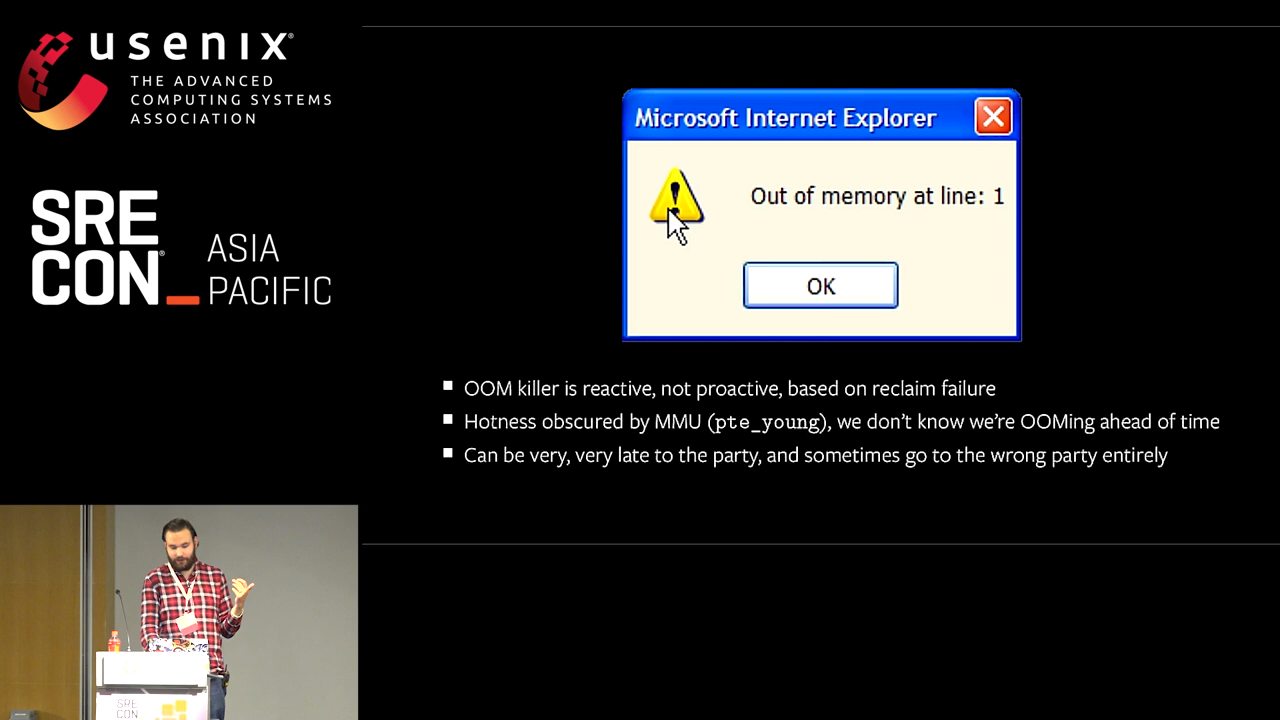 usenix®
THE ADVANCED
COMPUTING SYSTEMS
ASSOCIATION
SRE
CON® ASIA
PACIFIC
Microsoft Internet Explorer
Out of memory at line: 1
OK
OOM killer is reactive, not proactive, based on reclaim failure
Hotness obscured by MMU (pte_young), we don't know we're OOMing ahead of time
Can be very, very late to the party, and sometimes go to the wrong party entirely
SRE
CON